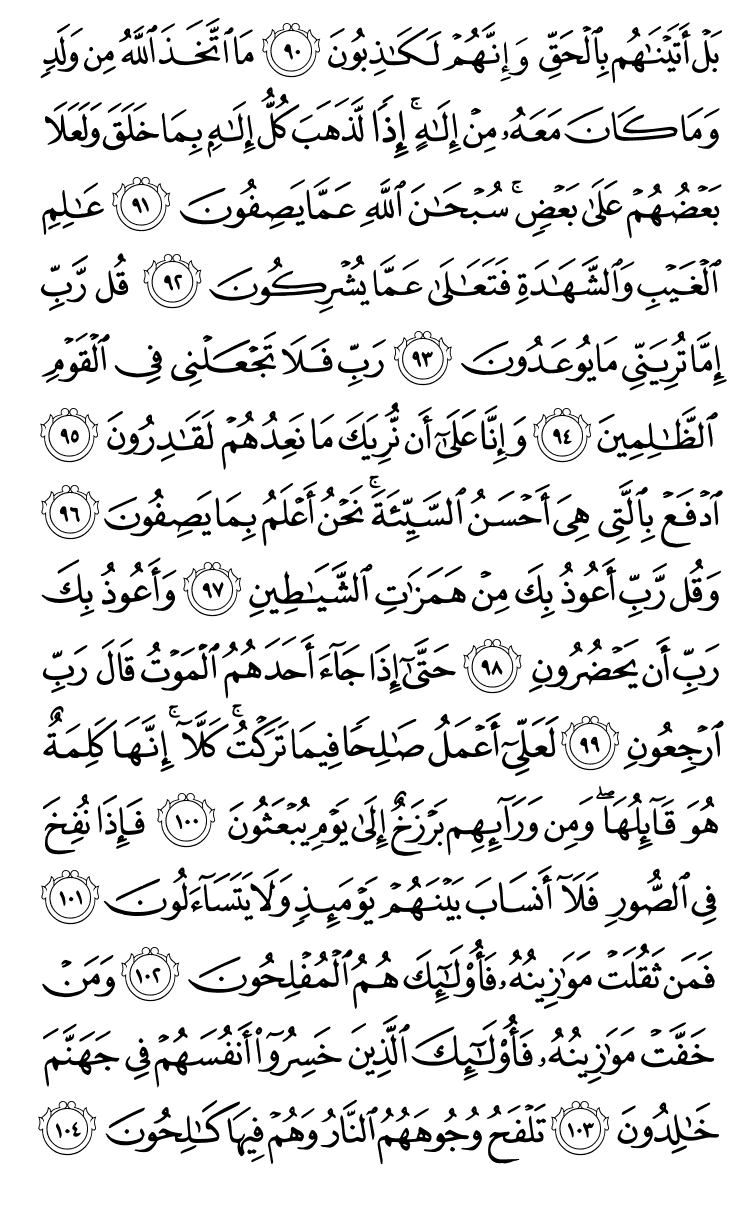 بَلۡ أَتَيۡنَٰهُم بِٱلۡحَقِّ وَإِنَّهُمۡ لَكَٰذِبُونَ ٩٠ مَا ٱتَّخَذَ ٱللَّهُ مِن وَلَدٖ
وَمَا كَانَ مَعَهُۥ مِنۡ إِلَٰهٍۚ إِذٗا لَّذَهَبَ كُلُّ إِلَٰهِۭ بِمَا خَلَقَ وَلَعَلَا
بَعۡضُهُمۡ عَلَىٰ بَعۡضٖۚ سُبۡحَٰنَ ٱللَّهِ عَمَّا يَصِفُونَ ٩١ عَٰلِمِ
ٱلۡغَيۡبِ وَٱلشَّهَٰدَةِ فَتَعَٰلَىٰ عَمَّا يُشۡرِكُونَ ٩٢ قُل رَّبِّ
إِمَّا تُرِيَنِّي مَا يُوعَدُونَ ٩٣ رَبِّ فَلَا تَجۡعَلۡنِي فِي ٱلۡقَوۡمِ
ٱلظَّٰلِمِينَ ٩٤ وَإِنَّا عَلَىٰٓ أَن نُّرِيَكَ مَا نَعِدُهُمۡ لَقَٰدِرُونَ ٩٥
ٱدۡفَعۡ بِٱلَّتِي هِيَ أَحۡسَنُ ٱلسَّيِّئَةَۚ نَحۡنُ أَعۡلَمُ بِمَا يَصِفُونَ ٩٦
وَقُل رَّبِّ أَعُوذُ بِكَ مِنۡ هَمَزَٰتِ ٱلشَّيَٰطِينِ ٩٧ وَأَعُوذُ بِكَ
رَبِّ أَن يَحۡضُرُونِ ٩٨ حَتَّىٰٓ إِذَا جَآءَ أَحَدَهُمُ ٱلۡمَوۡتُ قَالَ رَبِّ
ٱرۡجِعُونِ ٩٩ لَعَلِّيٓ أَعۡمَلُ صَٰلِحٗا فِيمَا تَرَكۡتُۚ كَلَّآۚ إِنَّهَا كَلِمَةٌ
هُوَ قَآئِلُهَاۖ وَمِن وَرَآئِهِم بَرۡزَخٌ إِلَىٰ يَوۡمِ يُبۡعَثُونَ ١٠٠ فَإِذَا نُفِخَ
فِي ٱلصُّورِ فَلَآ أَنسَابَ بَيۡنَهُمۡ يَوۡمَئِذٖ وَلَا يَتَسَآءَلُونَ ١٠١
فَمَن ثَقُلَتۡ مَوَٰزِينُهُۥ فَأُوْلَٰٓئِكَ هُمُ ٱلۡمُفۡلِحُونَ ١٠٢ وَمَنۡ
خَفَّتۡ مَوَٰزِينُهُۥ فَأُوْلَٰٓئِكَ ٱلَّذِينَ خَسِرُوٓاْ أَنفُسَهُمۡ فِي جَهَنَّمَ
خَٰلِدُونَ ١٠٣ تَلۡفَحُ وُجُوهَهُمُ ٱلنَّارُ وَهُمۡ فِيهَا كَٰلِحُونَ ١٠٤